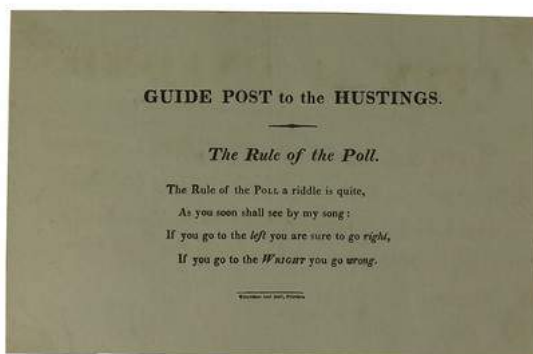 GUIDE POST to the HUSTINGS.
The Rule of the Poll.
The Rule of the POLL a riddle is quite,
As you soon shall see by my song:
If you go to the left you are sure to go right,
If you go to the WRIGHT you go wrong.